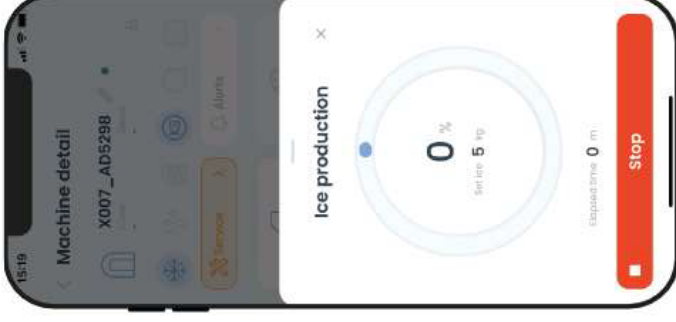 15:19
Machine detail
X007_AD5298
Service
Alerts
Ice production
0 %
Set ice 5 kg
Elapsed time 0 m
Stop